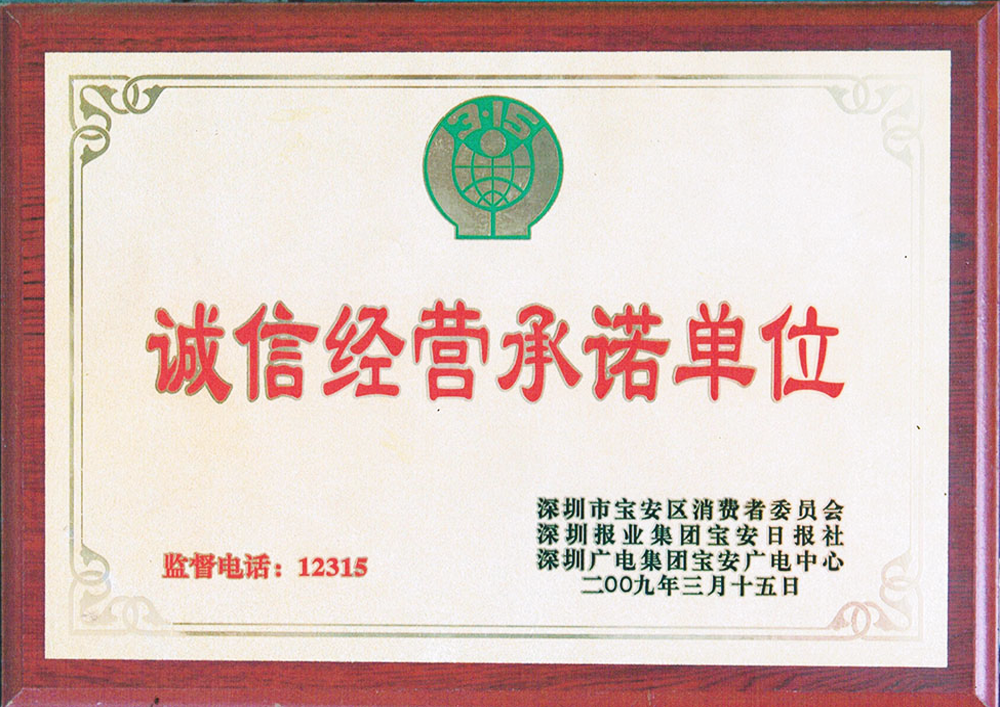 3·15
诚信经营承诺单位
深圳市宝安区消费者委员会
深圳报业集团宝安日报社
深圳广电集团宝安广电中心
二00九年三月十五日
监督电话：12315